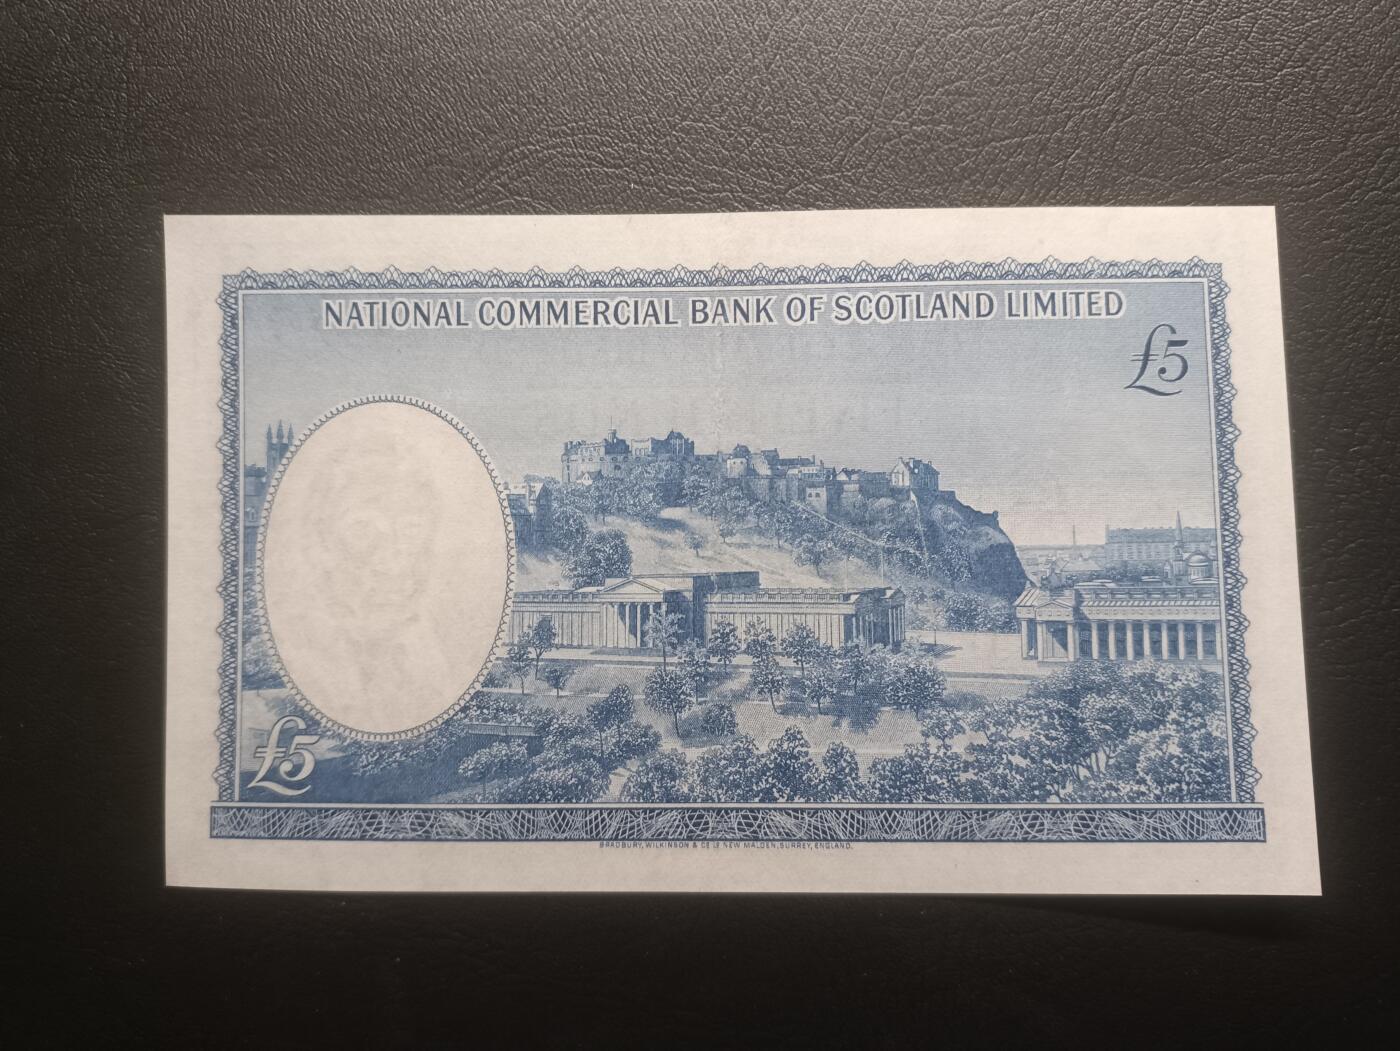 NATIONAL COMMERCIAL BANK OF SCOTLAND LIMITED
£5
£5
BRADBURY, WILKINSON & Cº Lᴰ NEW MALDEN, SURREY, ENGLAND.